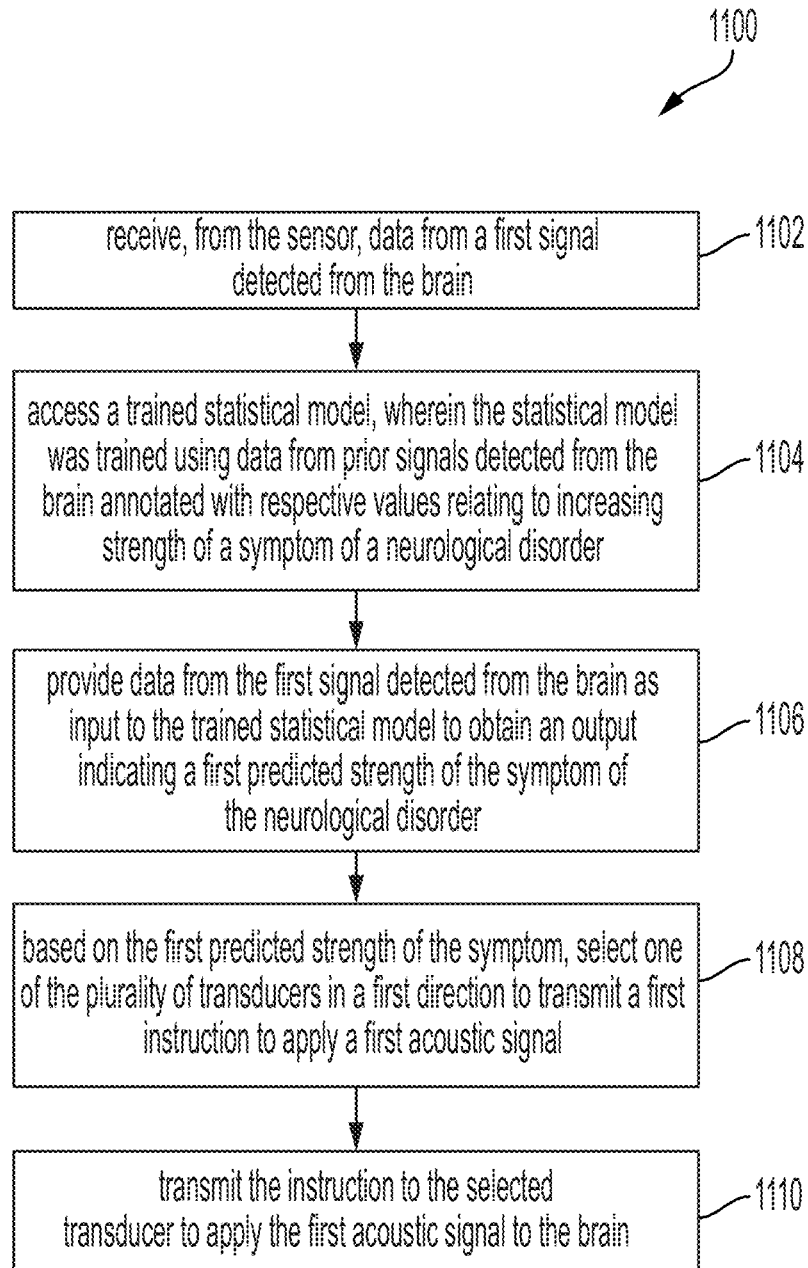 1100
receive, from the sensor, data from a first signal
detected from the brain
1102
access a trained statistical model, wherein the statistical model
was trained using data from prior signals detected from the
brain annotated with respective values relating to increasing
strength of a symptom of a neurological disorder
1104
provide data from the first signal detected from the brain as
input to the trained statistical model to obtain an output
indicating a first predicted strength of the symptom of
the neurological disorder
1106
based on the first predicted strength of the symptom, select one
of the plurality of transducers in a first direction to transmit a first
instruction to apply a first acoustic signal
1108
transmit the instruction to the selected
transducer to apply the first acoustic signal to the brain
1110